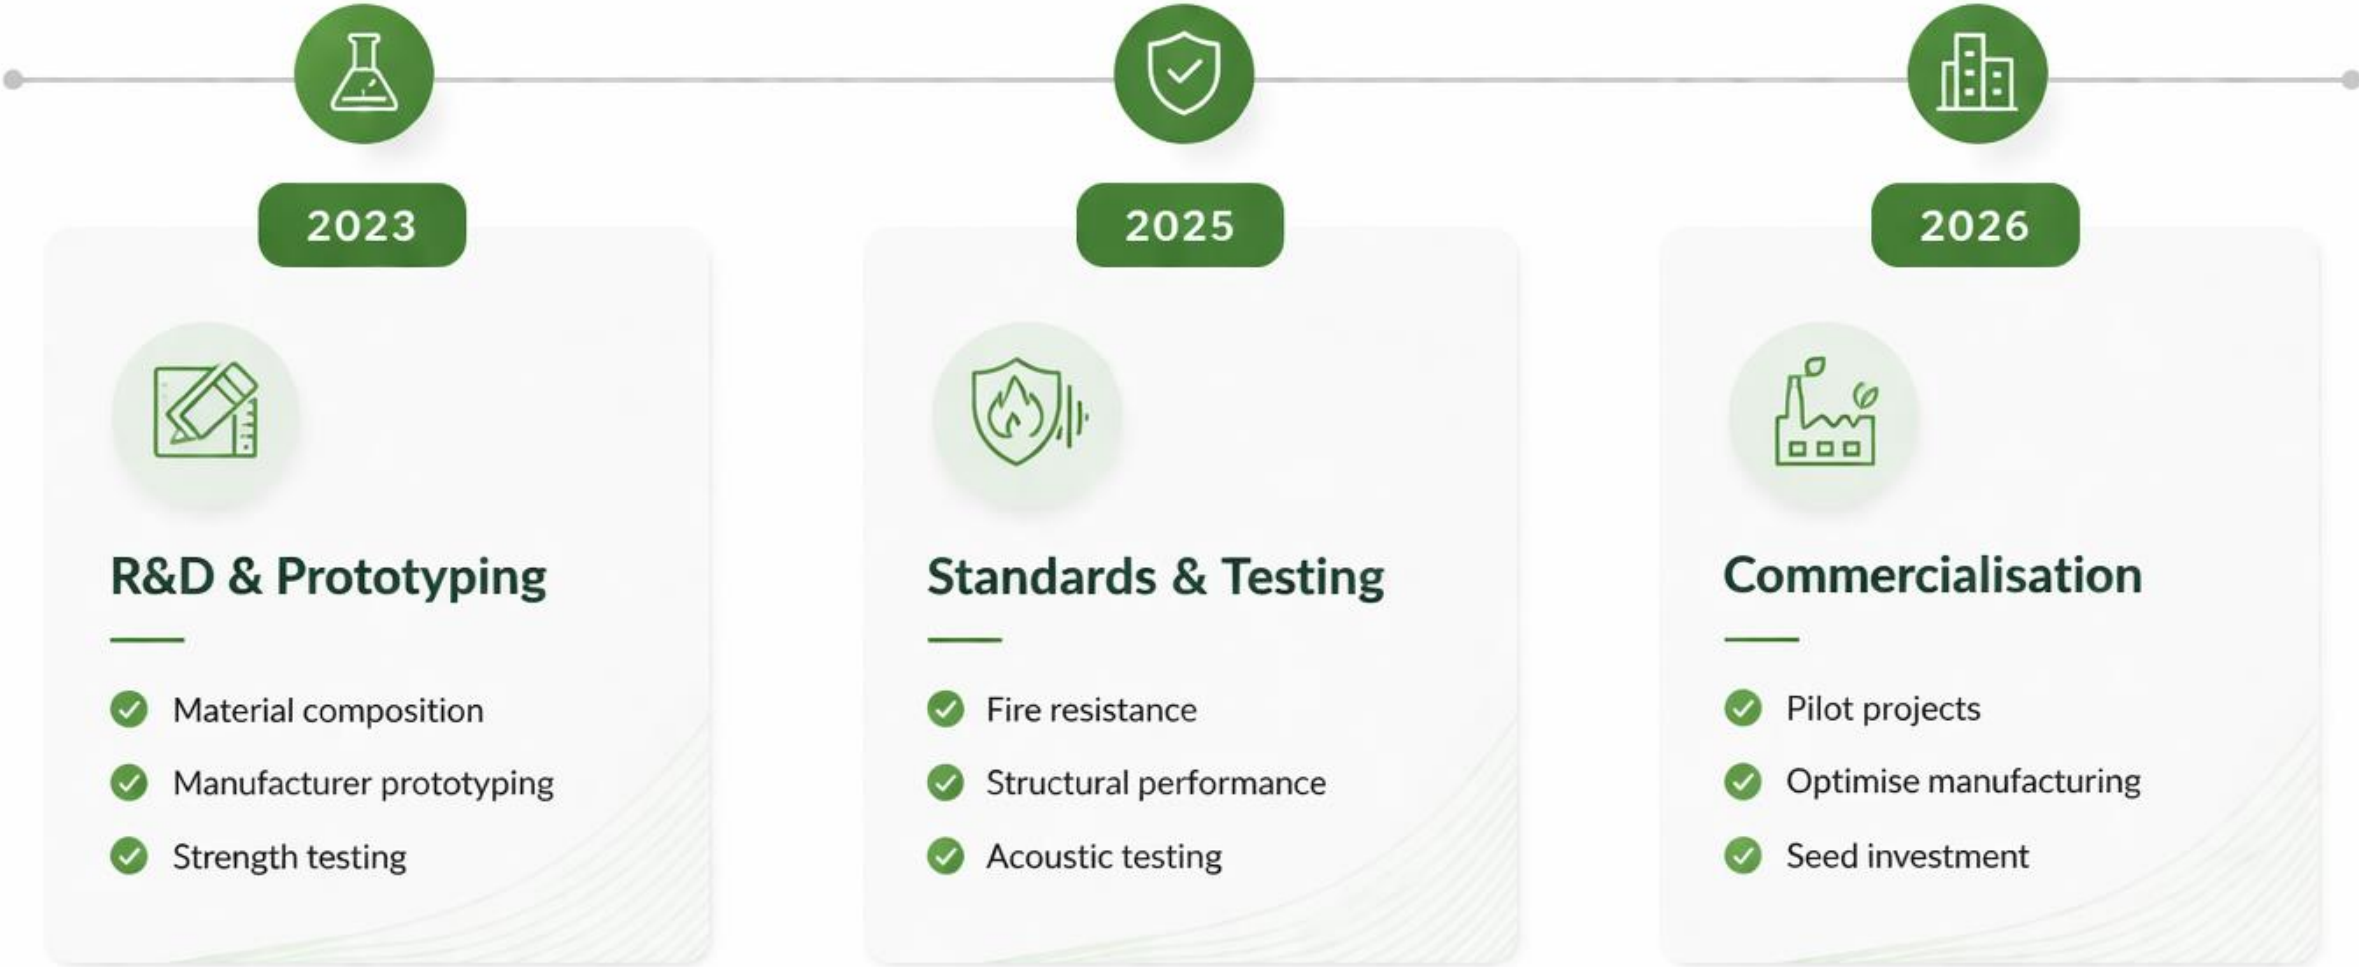 2023
R&D & Prototyping
Material composition
Manufacturer prototyping
Strength testing
2025
Standards & Testing
Fire resistance
Structural performance
Acoustic testing
2026
Commercialisation
Pilot projects
Optimise manufacturing
Seed investment